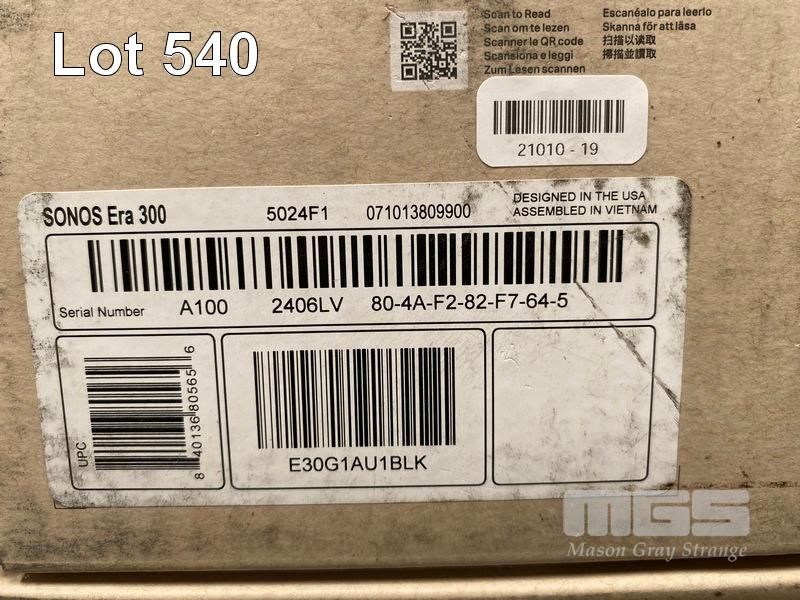 Lot 540
Scan to Read
Scan om te lezen
Scanner le QR code
Scansiona e leggi
Zum Lesen scannen
Escanéalo para leerlo
Skanna för att läsa
扫描以读取
掃描並讀取
21010 - 19
SONOS Era 300
5024F1
071013809900
DESIGNED IN THE USA
ASSEMBLED IN VIETNAM
Serial Number A100 2406LV 80-4A-F2-82-F7-64-5
UPC
8 40136 80565 6
E30G1AU1BLK
MGS
Mason Gray Strange